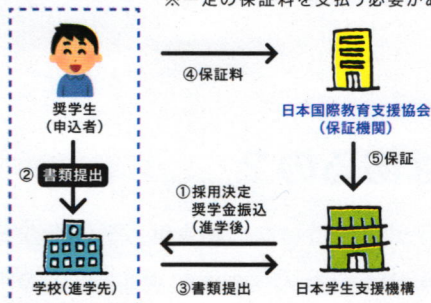 ※一定の保証料を支払う必要があ
④保証料
奨学生
(申込者)
日本国際教育支援協会
(保証機関)
② 書類提出
⑤保証
①採用決定
奨学金振込
(進学後)
学校(進学先)
③書類提出
日本学生支援機構